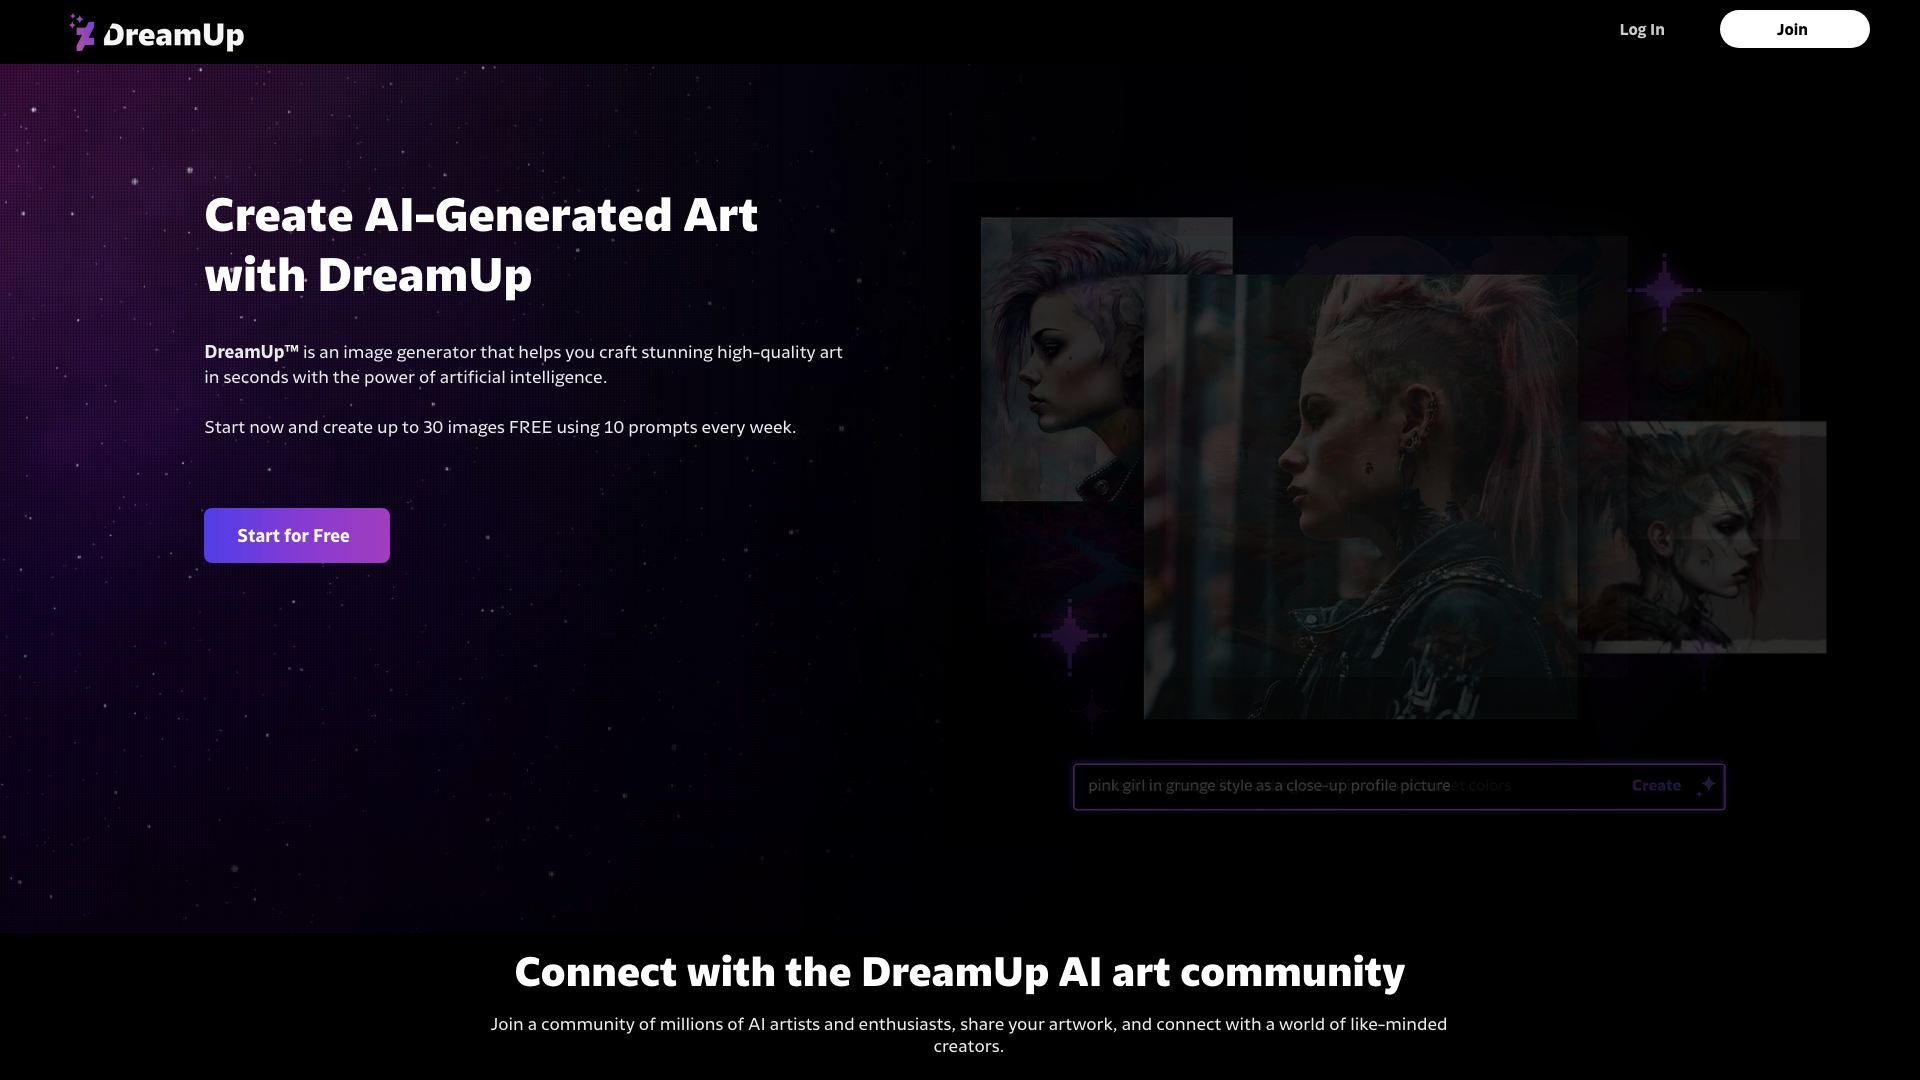 DreamUp
Log In
Join
Create AI-Generated Art
with DreamUp
DreamUp™ is an image generator that helps you craft stunning high-quality art
in seconds with the power of artificial intelligence.
Start now and create up to 30 images FREE using 10 prompts every week.
Start for Free
pink girl in grunge style as a close-up profile picture
Create
Connect with the DreamUp AI art community
Join a community of millions of AI artists and enthusiasts, share your artwork, and connect with a world of like-minded
creators.